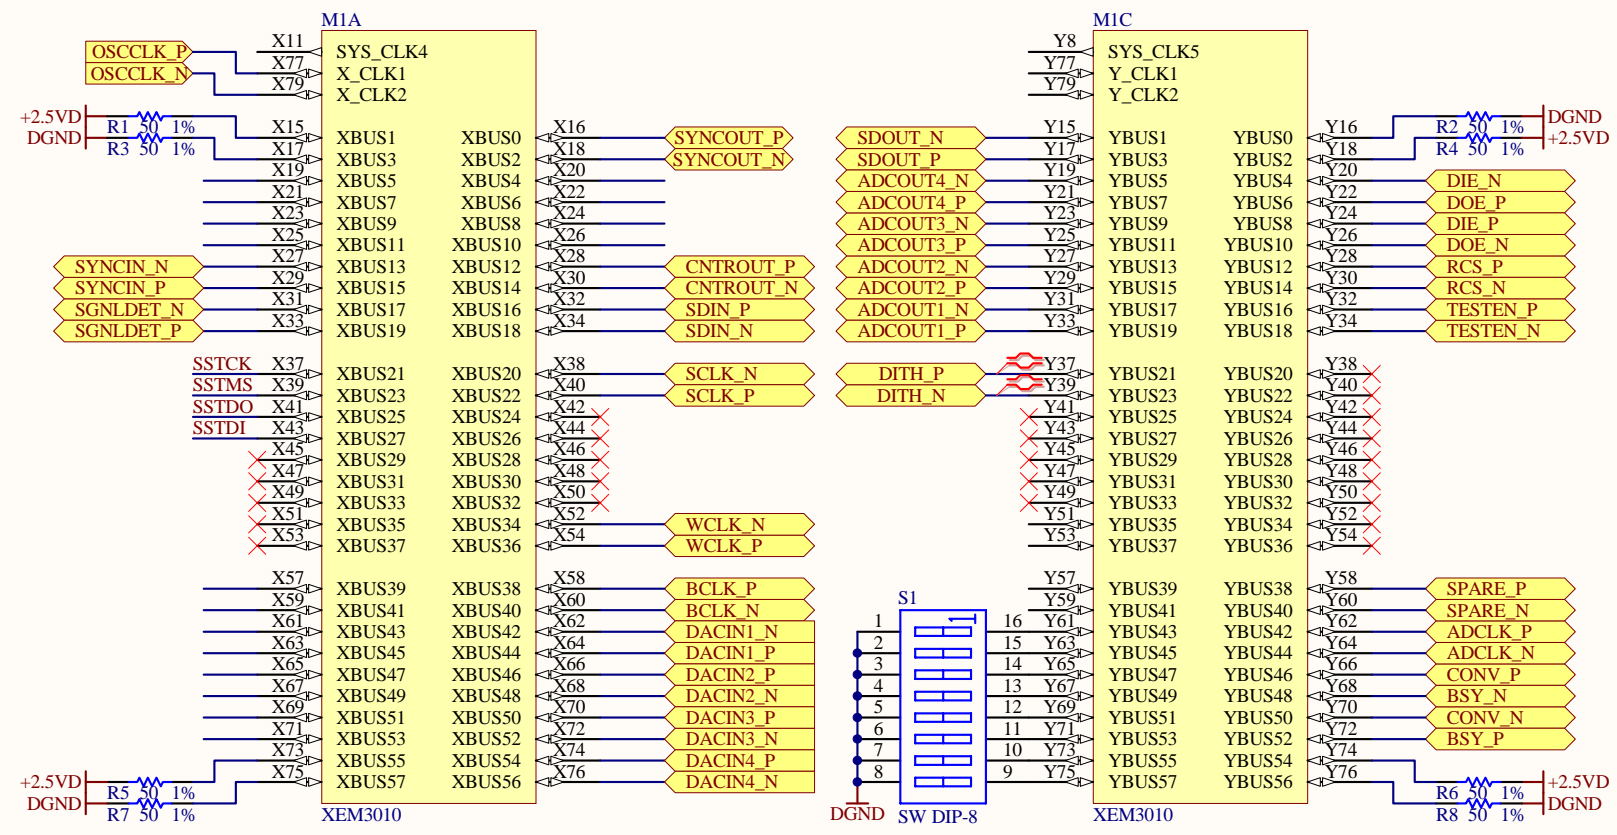 M1A M1C
OSCCLK_P X11 SYS_CLK4 Y8 SYS_CLK5
OSCCLK_N X77 X_CLK1 Y77 Y_CLK1
X79 X_CLK2 Y79 Y_CLK2
+2.5VD R1 50 1% X15 XBUS1 XBUS0 X16 SYNCOUT_P SDOUT_N Y15 YBUS1 YBUS0 Y16 R2 50 1% DGND
DGND R3 50 1% X17 XBUS3 XBUS2 X18 SYNCOUT_N SDOUT_P Y17 YBUS3 YBUS2 Y18 R4 50 1% +2.5VD
X19 XBUS5 XBUS4 X20 ADCOUT4_N Y19 YBUS5 YBUS4 Y20 DIE_N
X21 XBUS7 XBUS6 X22 ADCOUT4_P Y21 YBUS7 YBUS6 Y22 DOE_P
X23 XBUS9 XBUS8 X24 ADCOUT3_N Y23 YBUS9 YBUS8 Y24 DIE_P
X25 XBUS11 XBUS10 X26 ADCOUT3_P Y25 YBUS11 YBUS10 Y26 DOE_N
SYNCIN_N X27 XBUS13 XBUS12 X28 CNTROUT_P ADCOUT2_N Y27 YBUS13 YBUS12 Y28 RCS_P
SYNCIN_P X29 XBUS15 XBUS14 X30 CNTROUT_N ADCOUT2_P Y29 YBUS15 YBUS14 Y30 RCS_N
SGNLDET_N X31 XBUS17 XBUS16 X32 SDIN_P ADCOUT1_N Y31 YBUS17 YBUS16 Y32 TESTEN_P
SGNLDET_P X33 XBUS19 XBUS18 X34 SDIN_N ADCOUT1_P Y33 YBUS19 YBUS18 Y34 TESTEN_N
SSTCK X37 XBUS21 XBUS20 X38 SCLK_N DITH_P Y37 YBUS21 YBUS20 Y38
SSTMS X39 XBUS23 XBUS22 X40 SCLK_P DITH_N Y39 YBUS23 YBUS22 Y40
SSTDO X41 XBUS25 XBUS24 X42 Y41 YBUS25 YBUS24 Y42
SSTDI X43 XBUS27 XBUS26 X44 Y43 YBUS27 YBUS26 Y44
X45 XBUS29 XBUS28 X46 Y45 YBUS29 YBUS28 Y46
X47 XBUS31 XBUS30 X48 Y47 YBUS31 YBUS30 Y48
X49 XBUS33 XBUS32 X50 Y49 YBUS33 YBUS32 Y50
X51 XBUS35 XBUS34 X52 WCLK_N Y51 YBUS35 YBUS34 Y52
X53 XBUS37 XBUS36 X54 WCLK_P Y53 YBUS37 YBUS36 Y54
X57 XBUS39 XBUS38 X58 BCLK_P Y57 YBUS39 YBUS38 Y58 SPARE_P
X59 XBUS41 XBUS40 X60 BCLK_N S1 Y59 YBUS41 YBUS40 Y60 SPARE_N
X61 XBUS43 XBUS42 X62 DACIN1_N 1 16 Y61 YBUS43 YBUS42 Y62 ADCLK_P
X63 XBUS45 XBUS44 X64 DACIN1_P 2 15 Y63 YBUS45 YBUS44 Y64 ADCLK_N
X65 XBUS47 XBUS46 X66 DACIN2_P 3 14 Y65 YBUS47 YBUS46 Y66 CONV_P
X67 XBUS49 XBUS48 X68 DACIN2_N 4 13 Y67 YBUS49 YBUS48 Y68 BSY_N
X69 XBUS51 XBUS50 X70 DACIN3_P 5 12 Y69 YBUS51 YBUS50 Y70 CONV_N
X71 XBUS53 XBUS52 X72 DACIN3_N 6 11 Y71 YBUS53 YBUS52 Y72 BSY_P
X73 XBUS55 XBUS54 X74 DACIN4_P 7 10 Y73 YBUS55 YBUS54 Y74
+2.5VD R5 50 1% X75 XBUS57 XBUS56 X76 DACIN4_N 8 9 Y75 YBUS57 YBUS56 Y76 R6 50 1% +2.5VD
DGND R7 50 1% XEM3010 DGND SW DIP-8 XEM3010 R8 50 1% DGND